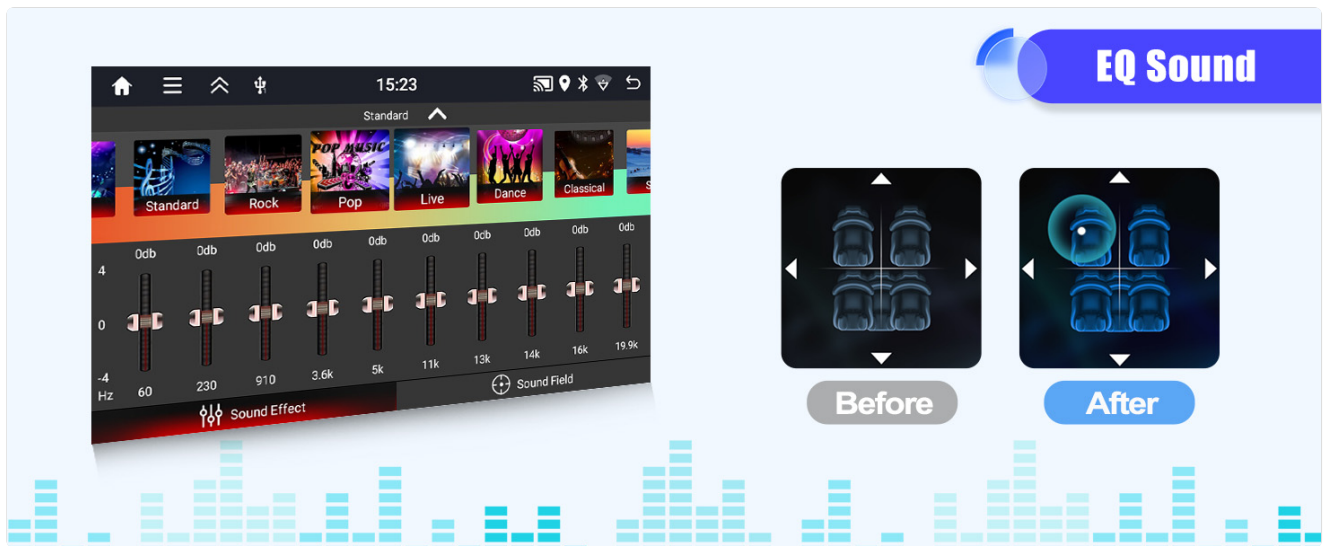 EQ Sound
15:23
Standard
Standard
Rock
POP MUSIC
Pop
Live
Dance
Classical
S
0db 0db 0db 0db 0db 0db 0db 0db 0db 0db
4
0
-4
Hz 60 230 910 3.6k 5k 11k 13k 14k 16k 19.9k
Sound Effect
Sound Field
Before
After